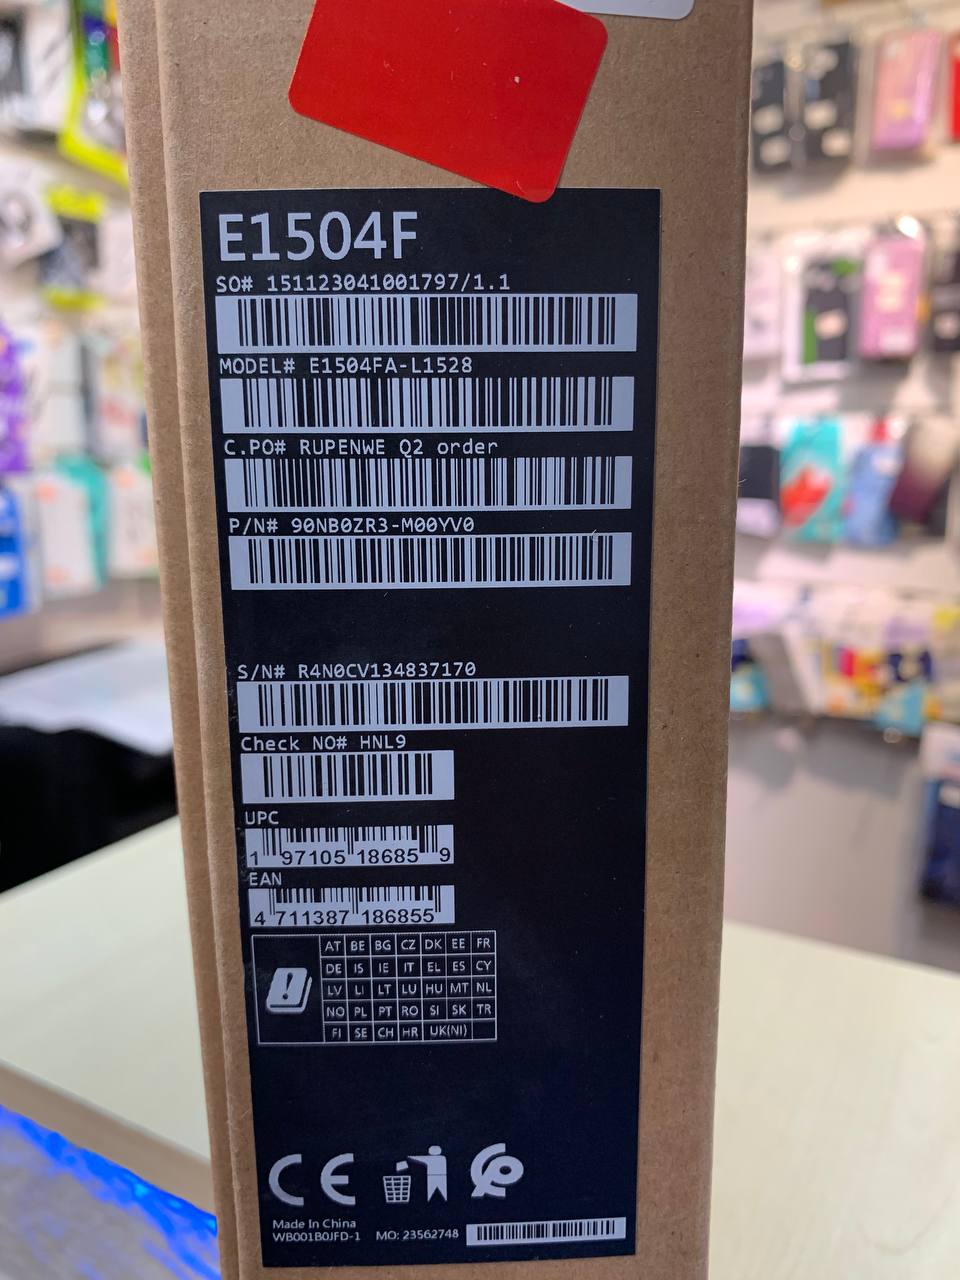 E1504F
SO# 151123041001797/1.1
MODEL# E1504FA-L1528
C.PO# RUPENWE Q2 order
P/N# 90NB0ZR3-M00YV0
S/N# R4N0CV134837170
Check NO# HNL9
UPC
1 97105 18685 9
EAN
4 711387 186855
AT BE BG CZ DK EE FR
DE IS IE IT EL ES CY
LV LI LT LU HU MT NL
NO PL PT RO SI SK TR
FI SE CH HR UK(NI)
CE
Made In China
WB001B0JFD-1 MO: 23562748